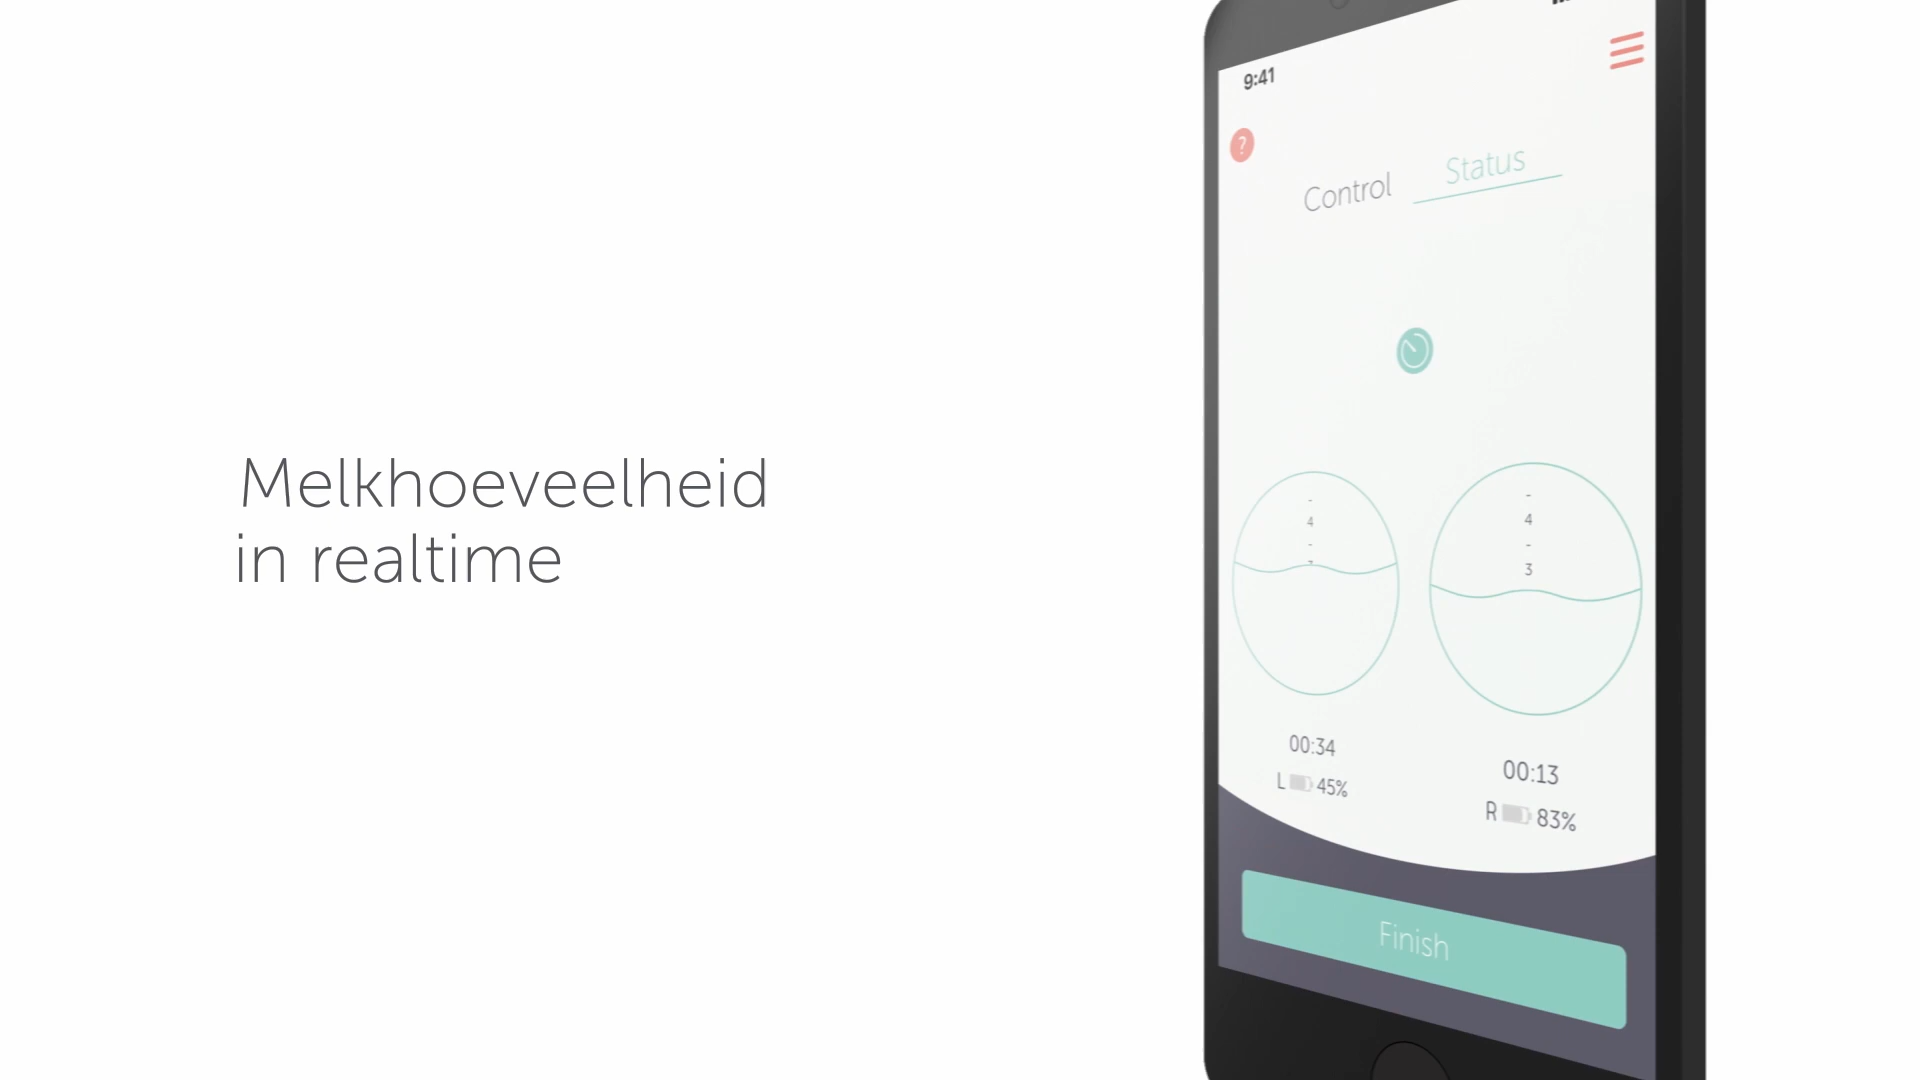 Melkhoeveelheid
in realtime
9:41
?
Control Status
-
4
-
-
4
-
3
00:34
L 45%
00:13
R 83%
Finish